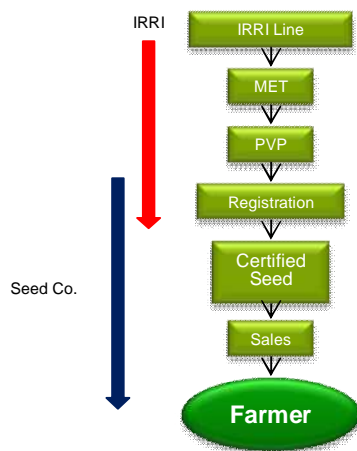 IRRI
IRRI Line
MET
PVP
Registration
Certified
Seed
Seed Co.
Sales
Farmer